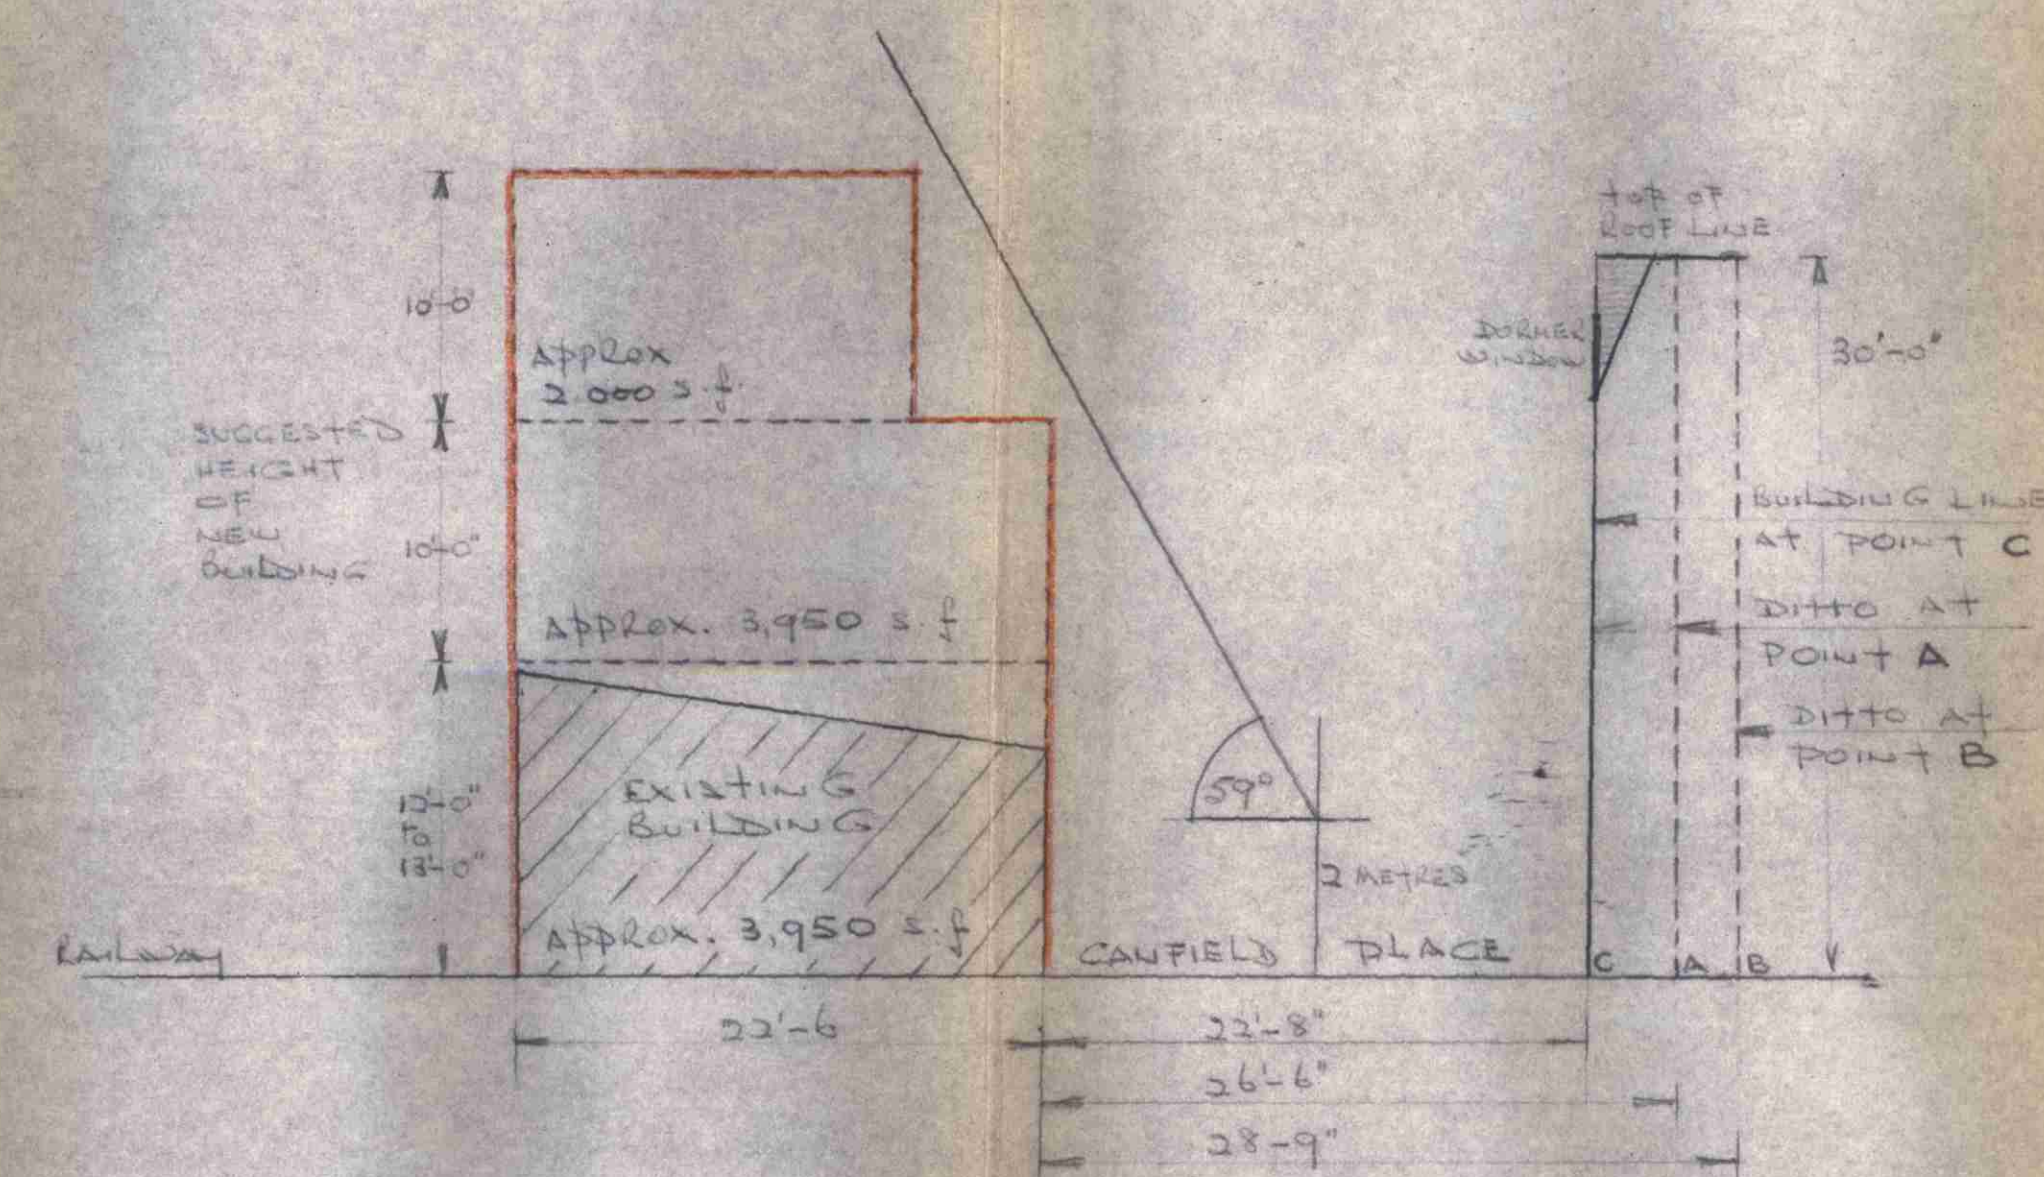 TOP OF
ROOF LINE
10'-0"
DORMER
WINDOW
30'-0"
APPROX
2.000 s.f.
SUGGESTED
HEIGHT
OF
NEW
BUILDING
10'-0"
BUILDING LINE
AT POINT C
DITTO AT
POINT A
APPROX. 3,950 s.f
DITTO AT
POINT B
EXISTING
BUILDING
59°
12'-0"
TO
13'-0"
2 METRES
APPROX. 3,950 s.f
RAILWAY
CANFIELD PLACE
C
A
B
22'-6
22'-8"
26'-6"
28-9"